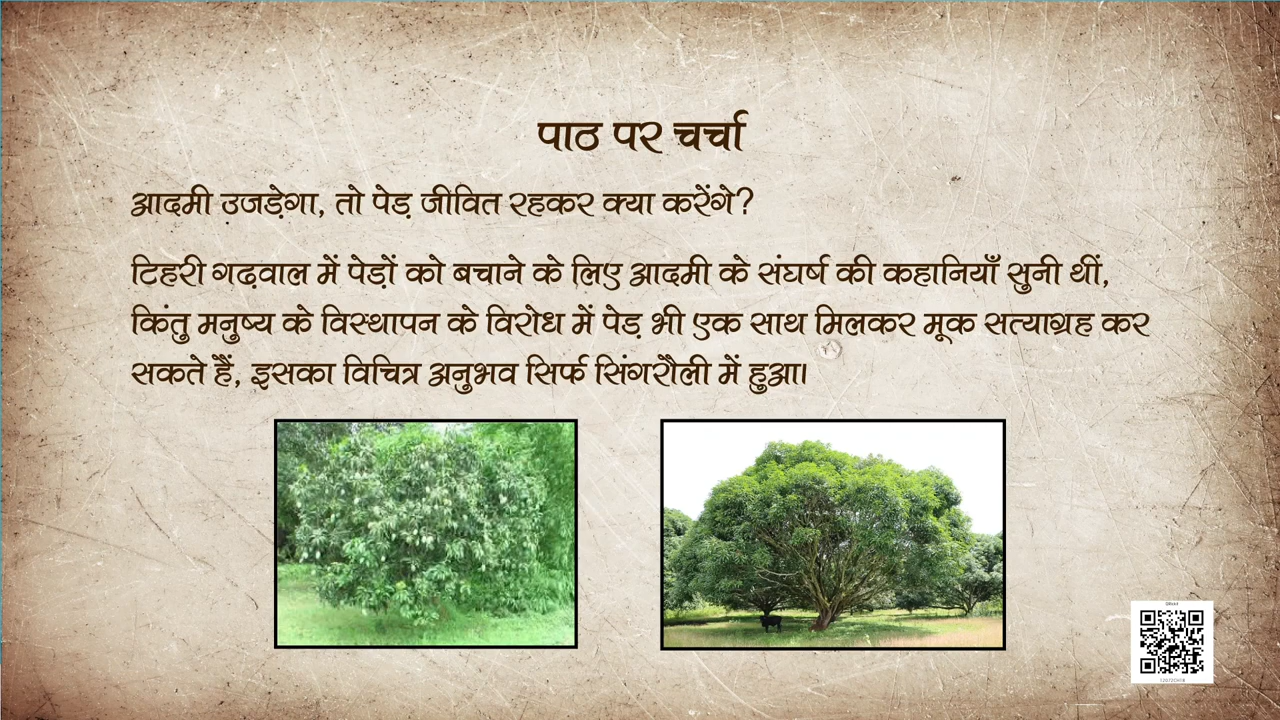 पाठ पर चर्चा
आदमी उजड़ेगा, तो पेड़ जीवित रहकर क्या करेंगे?
टिहरी गढ़वाल में पेड़ों को बचाने के लिए आदमी के संघर्ष की कहानियाँ सुनी थीं,
किंतु मनुष्य के विस्थापन के विरोध में पेड़ भी एक साथ मिलकर मूक सत्याग्रह कर
सकते हैं, इसका विचित्र अनुभव सिर्फ सिंगरौली में हुआ।
12072CH18